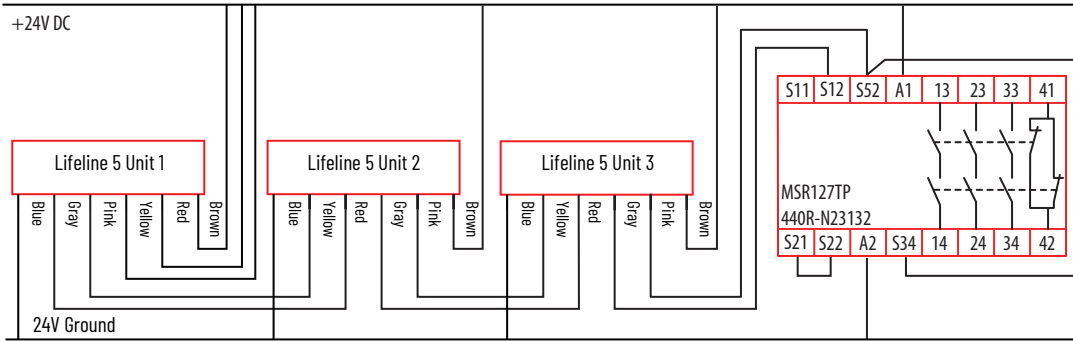 +24V DC
S11 S12 S52 A1 13 23 33 41
Lifeline 5 Unit 1
Lifeline 5 Unit 2
Lifeline 5 Unit 3
Blue Gray Pink Yellow Red Brown
Blue Yellow Red Gray Pink Brown
Blue Yellow Red Gray Pink Brown
MSR127TP
440R-N23132
S21 S22 A2 S34 14 24 34 42
24V Ground